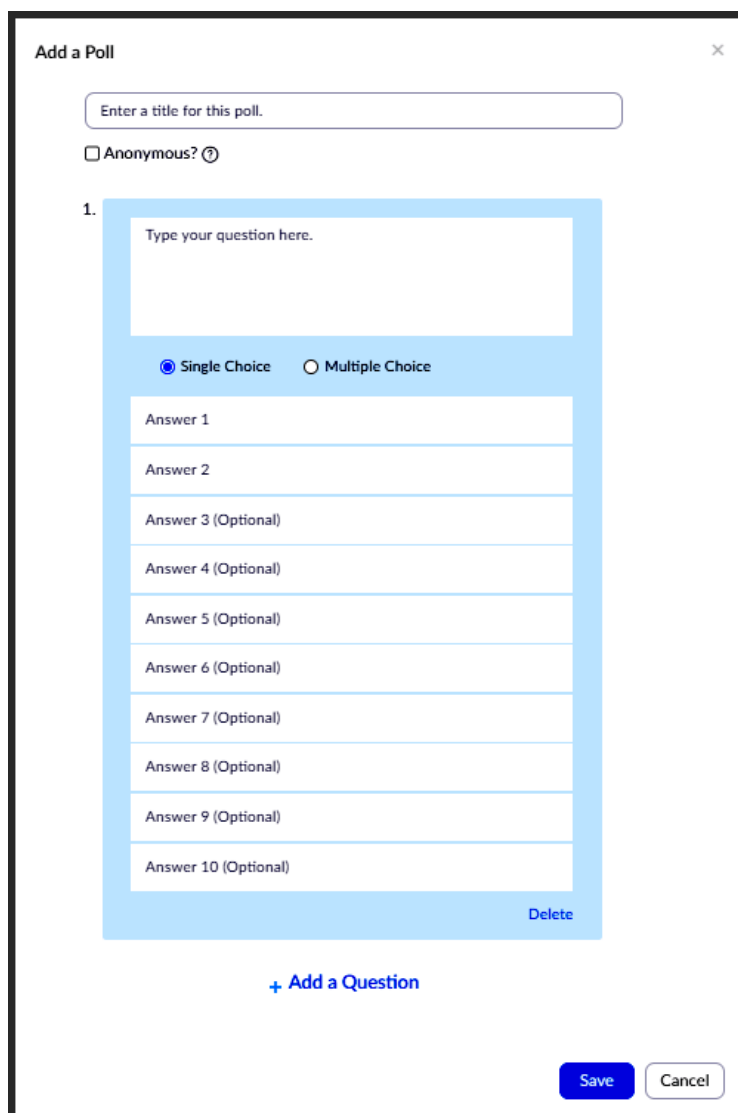 Add a Poll
Enter a title for this poll.
Anonymous?
1.
Type your question here.
Single Choice Multiple Choice
Answer 1
Answer 2
Answer 3 (Optional)
Answer 4 (Optional)
Answer 5 (Optional)
Answer 6 (Optional)
Answer 7 (Optional)
Answer 8 (Optional)
Answer 9 (Optional)
Answer 10 (Optional)
Delete
+ Add a Question
Save Cancel